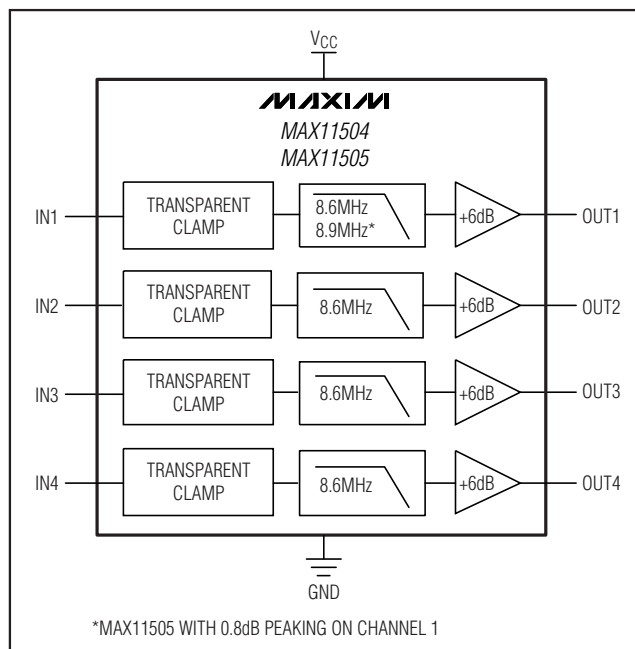 VCC
MAXIM
MAX11504
MAX11505
IN1
TRANSPARENT
CLAMP
8.6MHz
8.9MHz*
+6dB
OUT1
IN2
TRANSPARENT
CLAMP
8.6MHz
+6dB
OUT2
IN3
TRANSPARENT
CLAMP
8.6MHz
+6dB
OUT3
IN4
TRANSPARENT
CLAMP
8.6MHz
+6dB
OUT4
GND
*MAX11505 WITH 0.8dB PEAKING ON CHANNEL 1